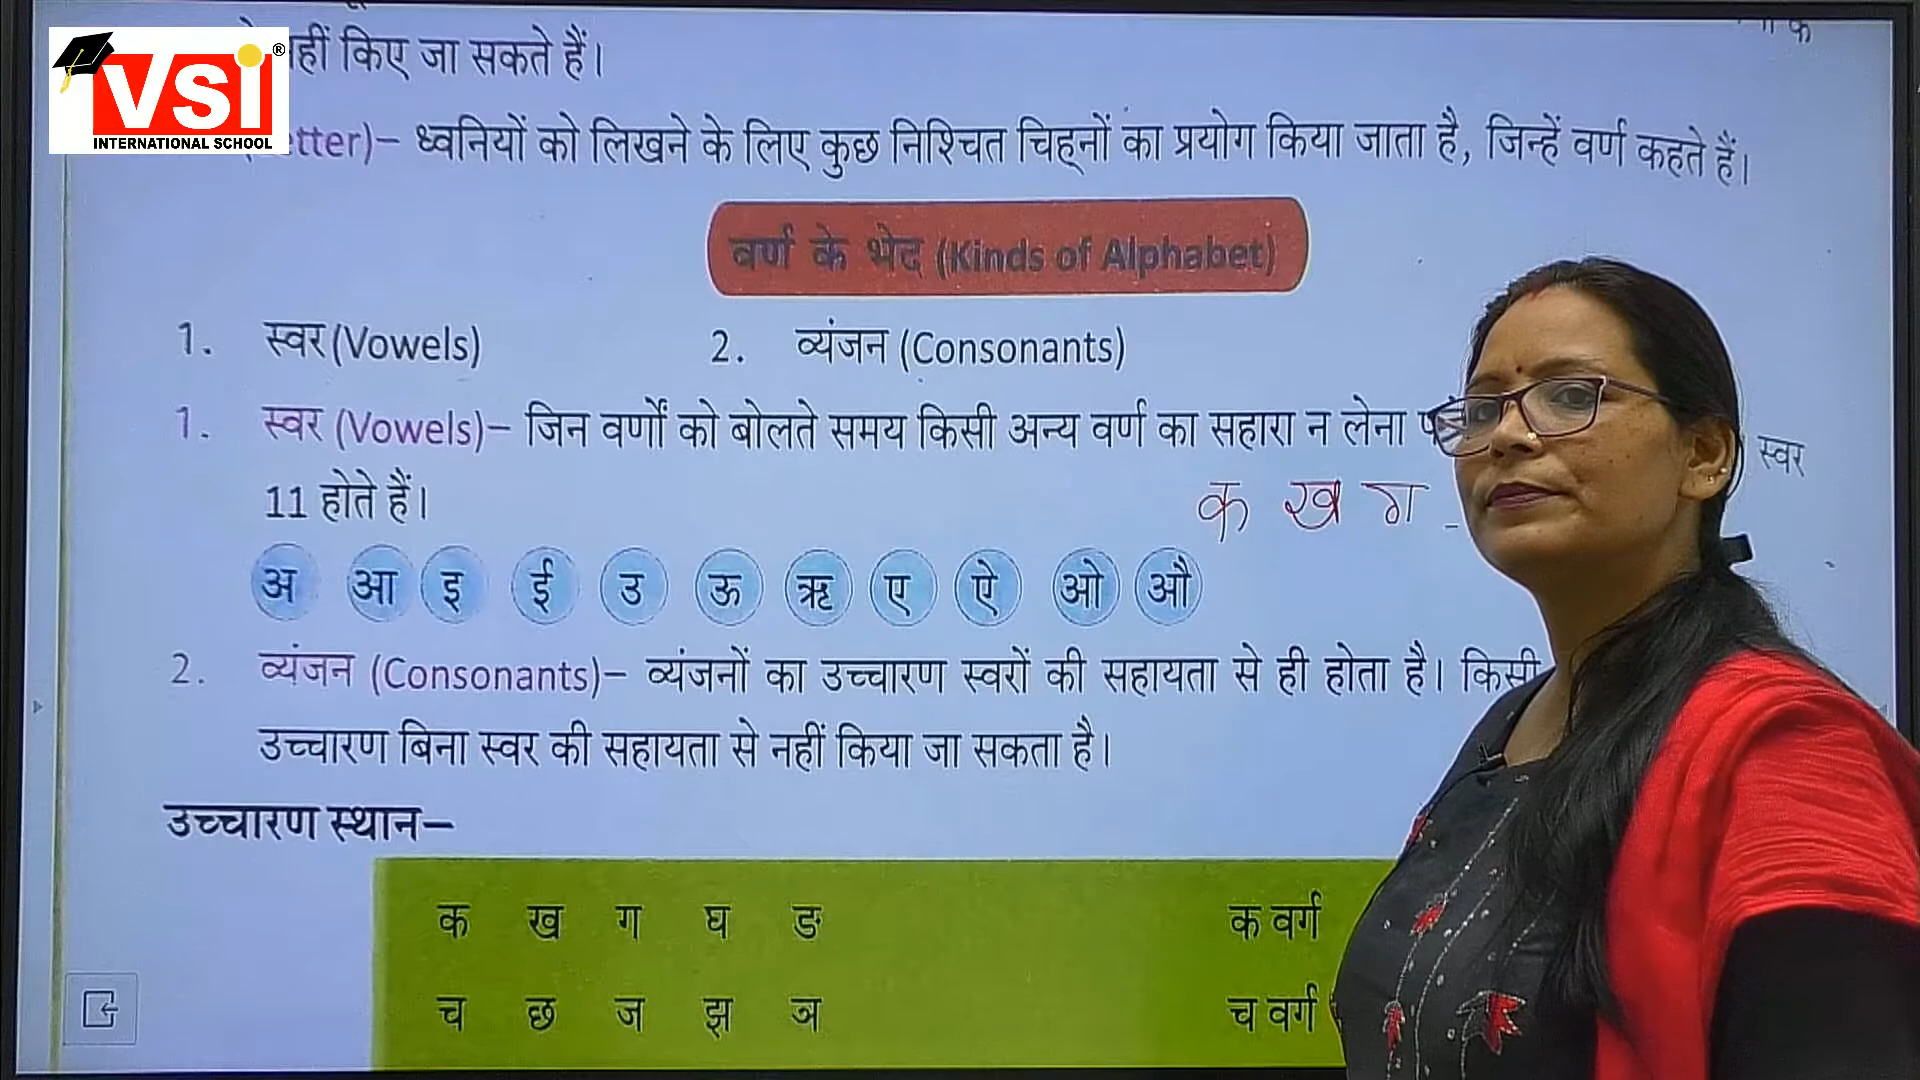 VSI®
INTERNATIONAL SCHOOL
नहीं किए जा सकते हैं।
etter)– ध्वनियों को लिखने के लिए कुछ निश्चित चिह्नों का प्रयोग किया जाता है, जिन्हें वर्ण कहते हैं।
वर्ण के भेद (Kinds of Alphabet)
1. स्वर (Vowels) 2. व्यंजन (Consonants)
1. स्वर (Vowels)– जिन वर्णों को बोलते समय किसी अन्य वर्ण का सहारा न लेना स्वर
11 होते हैं।
क ख ग
अ आ इ ई उ ऊ ऋ ए ऐ ओ औ
2. व्यंजन (Consonants)– व्यंजनों का उच्चारण स्वरों की सहायता से ही होता है। किसी
उच्चारण बिना स्वर की सहायता से नहीं किया जा सकता है।
उच्चारण स्थान–
क ख ग घ ङ क वर्ग
च छ ज झ ञ च वर्ग